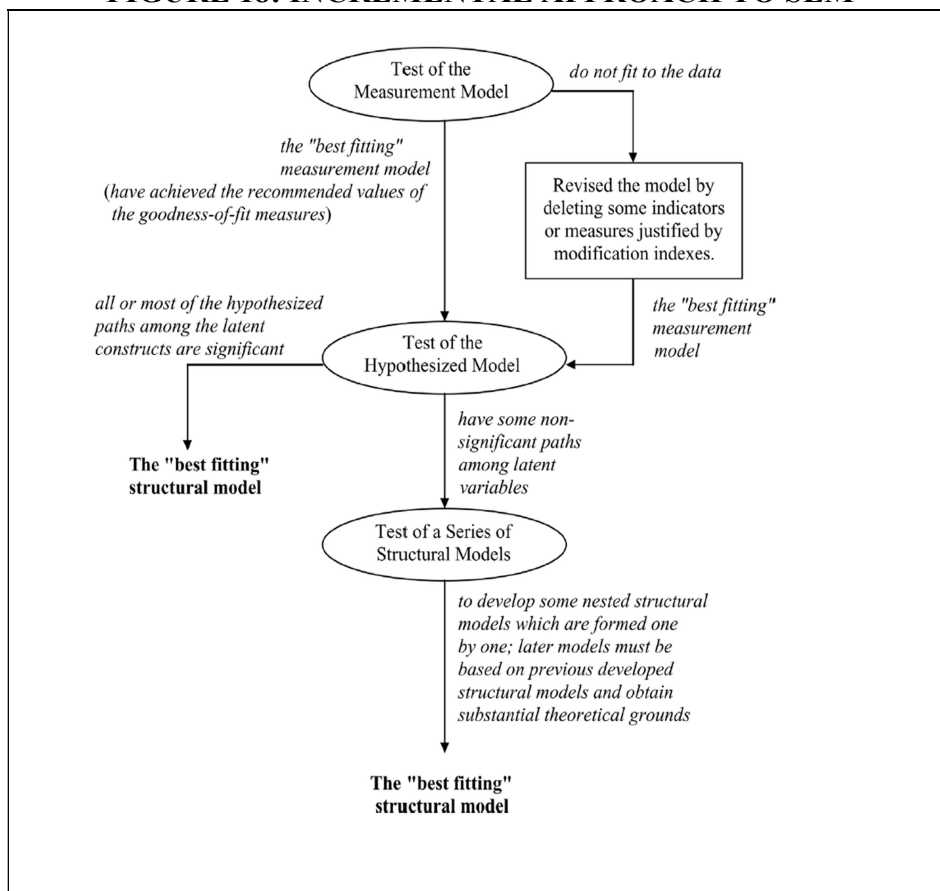 FIGURE 18: INCREMENTAL APPROACH TO SEM
Test of the
Measurement Model
do not fit to the data
the "best fitting"
measurement model
(have achieved the recommended values of
the goodness-of-fit measures)
Revised the model by
deleting some indicators
or measures justified by
modification indexes.
all or most of the hypothesized
paths among the latent
constructs are significant
the "best fitting"
measurement
model
Test of the
Hypothesized Model
The "best fitting"
structural model
have some non-
significant paths
among latent
variables
Test of a Series of
Structural Models
to develop some nested structural
models which are formed one
by one; later models must be
based on previous developed
structural models and obtain
substantial theoretical grounds
The "best fitting"
structural model